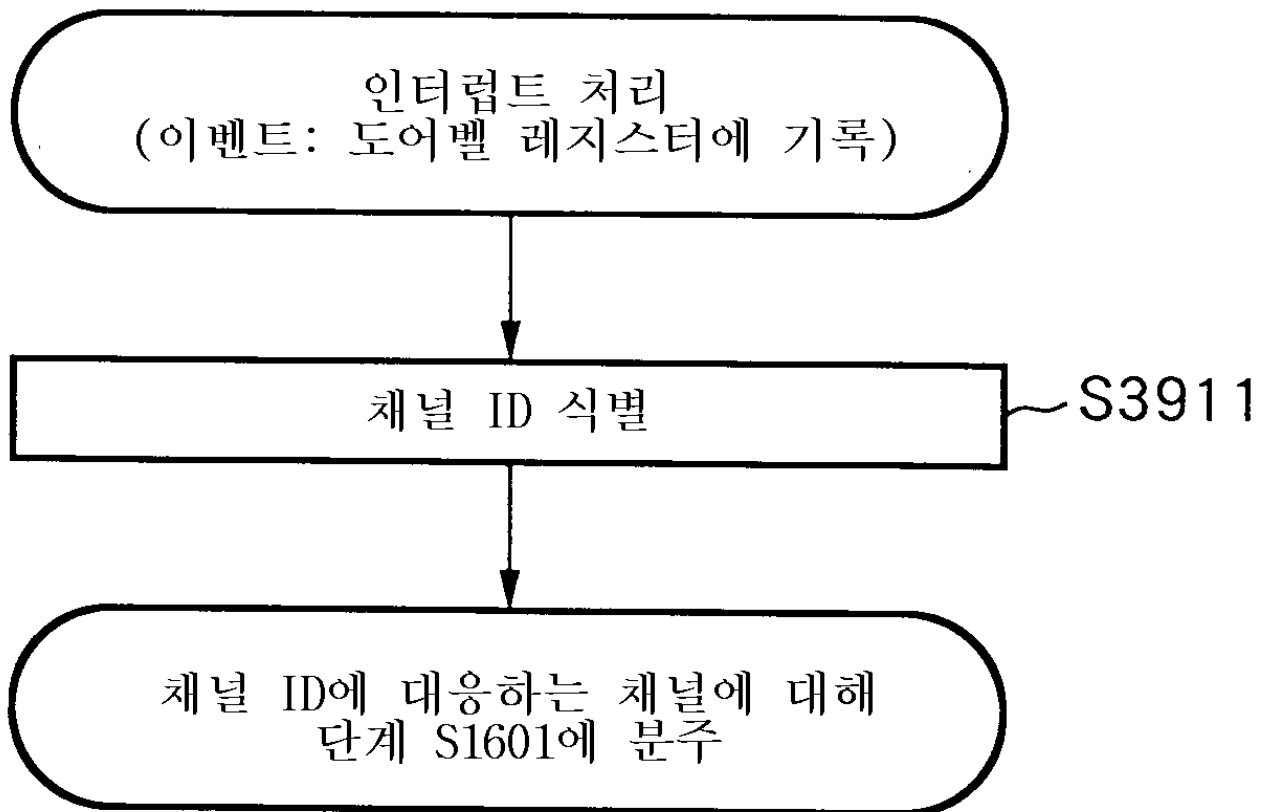 인터럽트 처리
(이벤트: 도어벨 레지스터에 기록)
채널 ID 식별
S3911
채널 ID에 대응하는 채널에 대해
단계 S1601에 분주